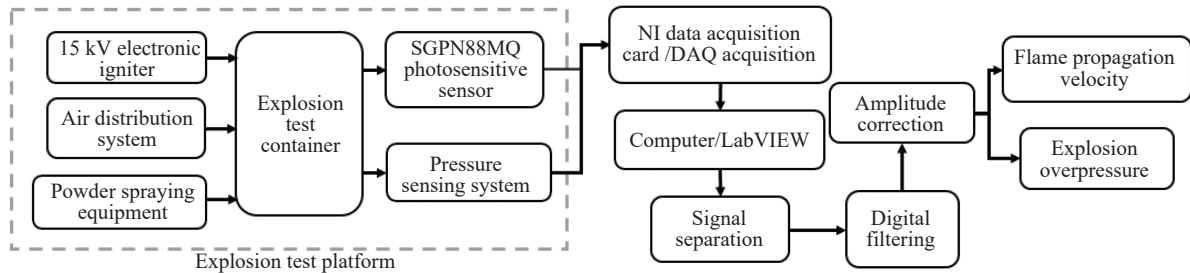 15 kV electronic
igniter
Air distribution
system
Powder spraying
equipment
Explosion
test
container
SGPN88MQ
photosensitive
sensor
Pressure
sensing system
Explosion test platform
NI data acquisition
card /DAQ acquisition
Computer/LabVIEW
Signal
separation
Digital
filtering
Amplitude
correction
Flame propagation
velocity
Explosion
overpressure